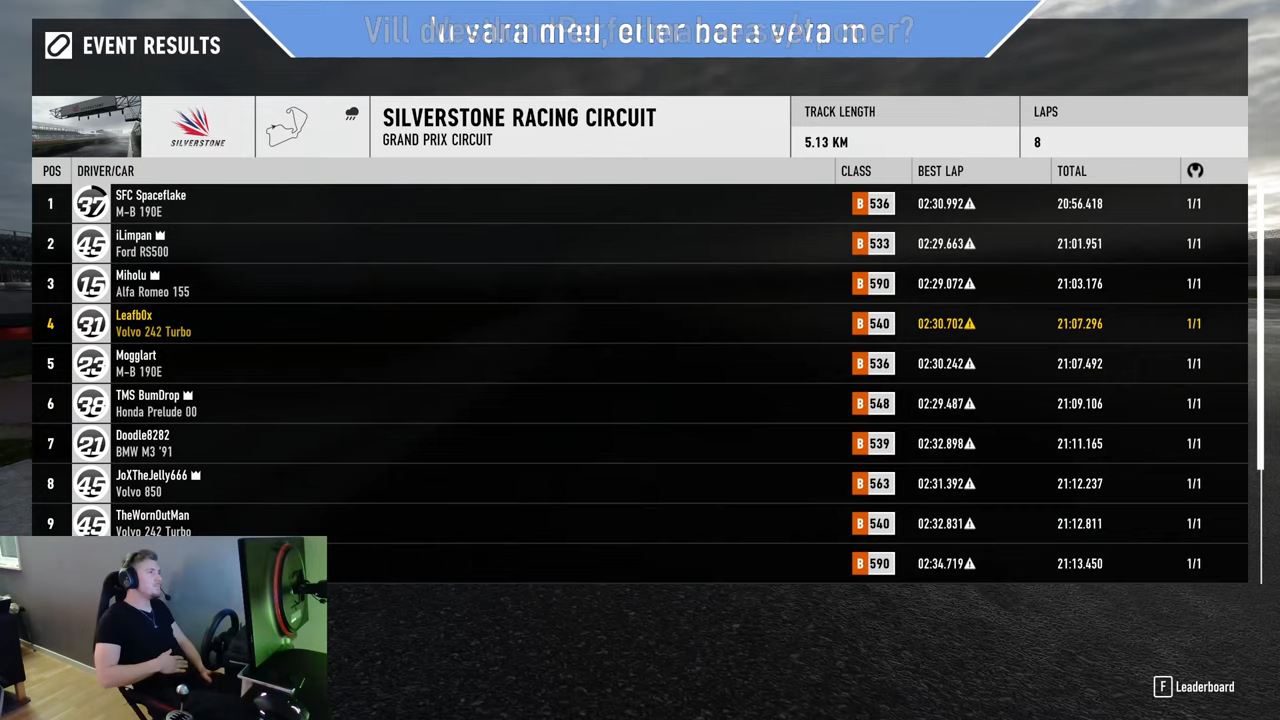 EVENT RESULTS
SILVERSTONE
SILVERSTONE RACING CIRCUIT
GRAND PRIX CIRCUIT
TRACK LENGTH
5.13 KM
LAPS
8
POS DRIVER/CAR CLASS BEST LAP TOTAL
1 37 SFC Spaceflake B 536 02:30.992 20:56.418 1/1
M-B 190E
2 45 iLimpan B 533 02:29.663 21:01.951 1/1
Ford RS500
3 15 Miholu B 590 02:29.072 21:03.176 1/1
Alfa Romeo 155
4 31 Leafb0x B 540 02:30.702 21:07.296 1/1
Volvo 242 Turbo
5 23 Mogglart B 536 02:30.242 21:07.492 1/1
M-B 190E
6 38 TMS BumDrop B 548 02:29.487 21:09.106 1/1
Honda Prelude 00
7 21 Doodle8282 B 539 02:32.898 21:11.165 1/1
BMW M3 '91
8 45 JoXTheJelly666 B 563 02:31.392 21:12.237 1/1
Volvo 850
9 45 TheWornOutMan B 540 02:32.831 21:12.811 1/1
Volvo 242 Turbo
B 590 02:34.719 21:13.450 1/1
F Leaderboard